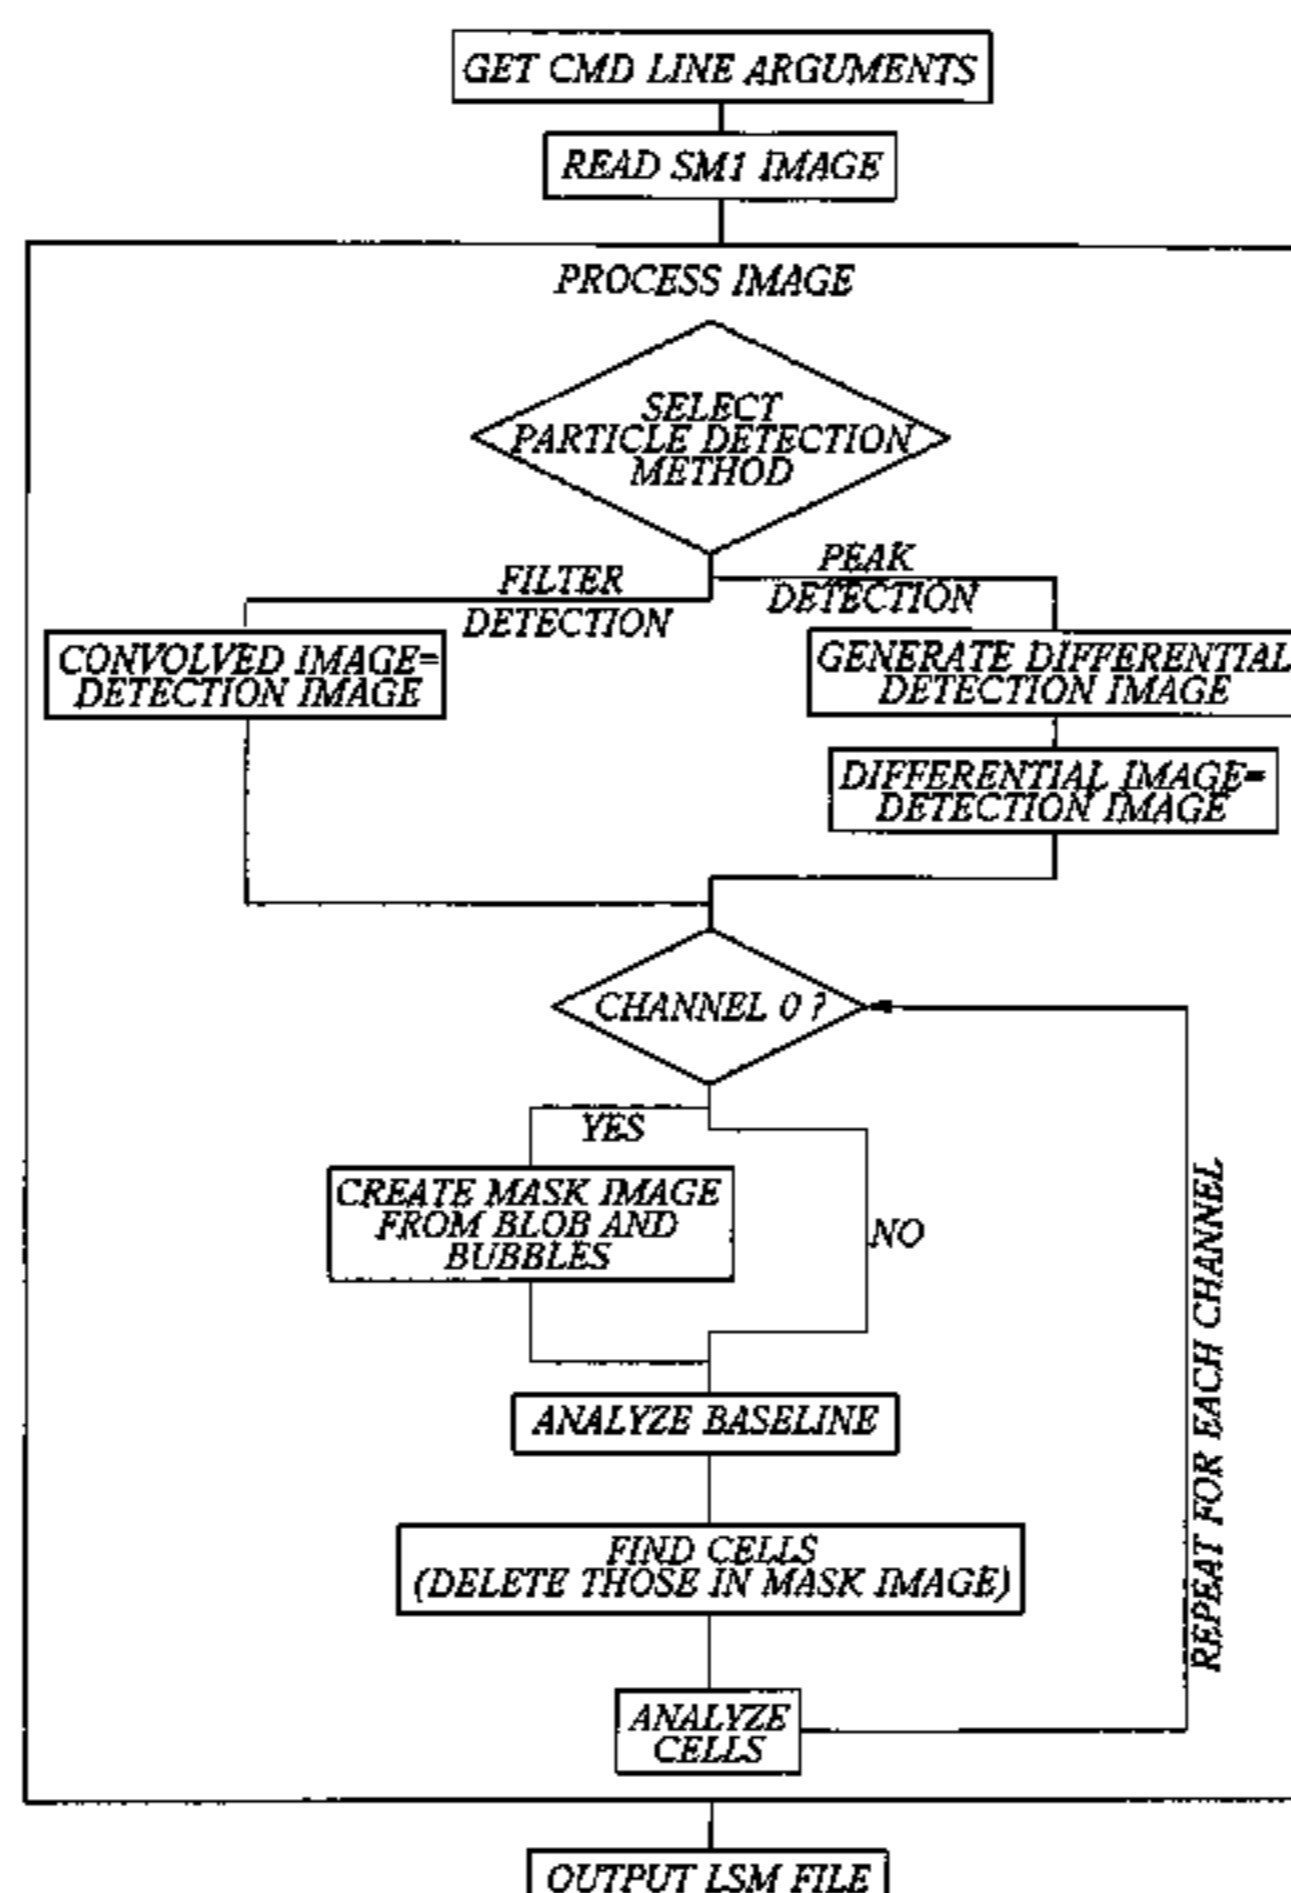 GET CMD LINE ARGUMENTS
READ SM1 IMAGE
PROCESS IMAGE
SELECT
PARTICLE DETECTION
METHOD
FILTER
DETECTION
PEAK
DETECTION
CONVOLVED IMAGE=
DETECTION IMAGE
GENERATE DIFFERENTIAL
DETECTION IMAGE
DIFFERENTIAL IMAGE=
DETECTION IMAGE
CHANNEL 0 ?
YES
CREATE MASK IMAGE
FROM BLOB AND
BUBBLES
NO
REPEAT FOR EACH CHANNEL
ANALYZE BASELINE
FIND CELLS
(DELETE THOSE IN MASK IMAGE)
ANALYZE
CELLS
OUTPUT LSM FILE